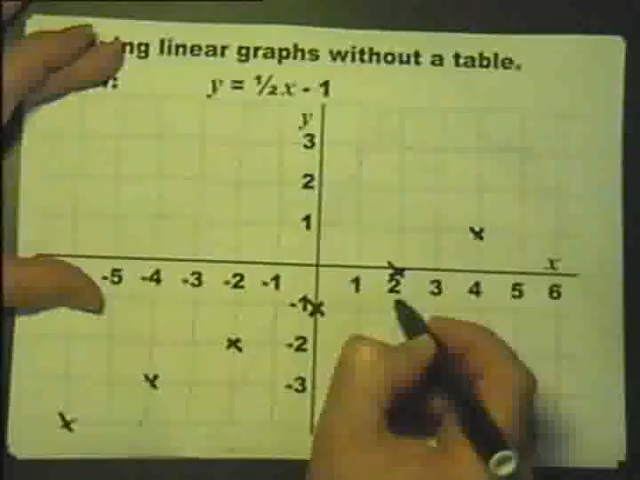 ing linear graphs without a table.
y = ½x - 1
y
3
2
1
x
-5 -4 -3 -2 -1 1 2 3 4 5 6
-1
-2
-3